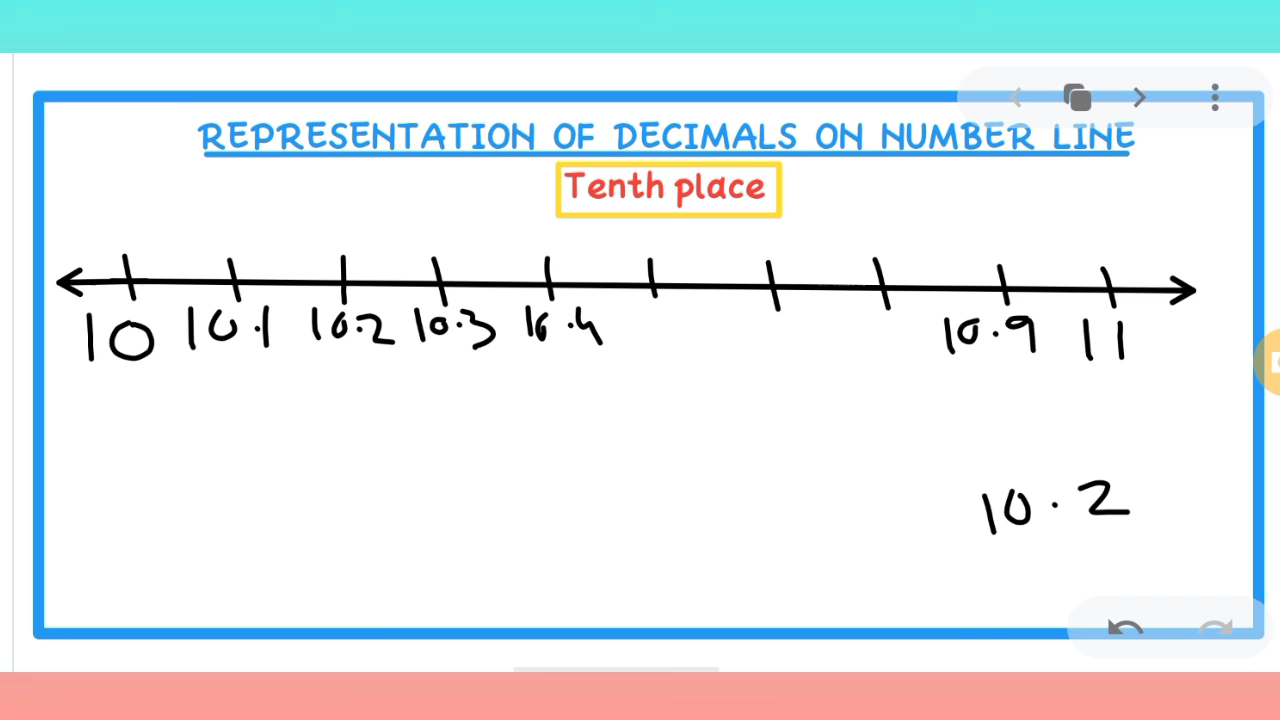 REPRESENTATION OF DECIMALS ON NUMBER LINE
Tenth place
10 10.1 10.2 10.3 10.4 10.9 11
10.2